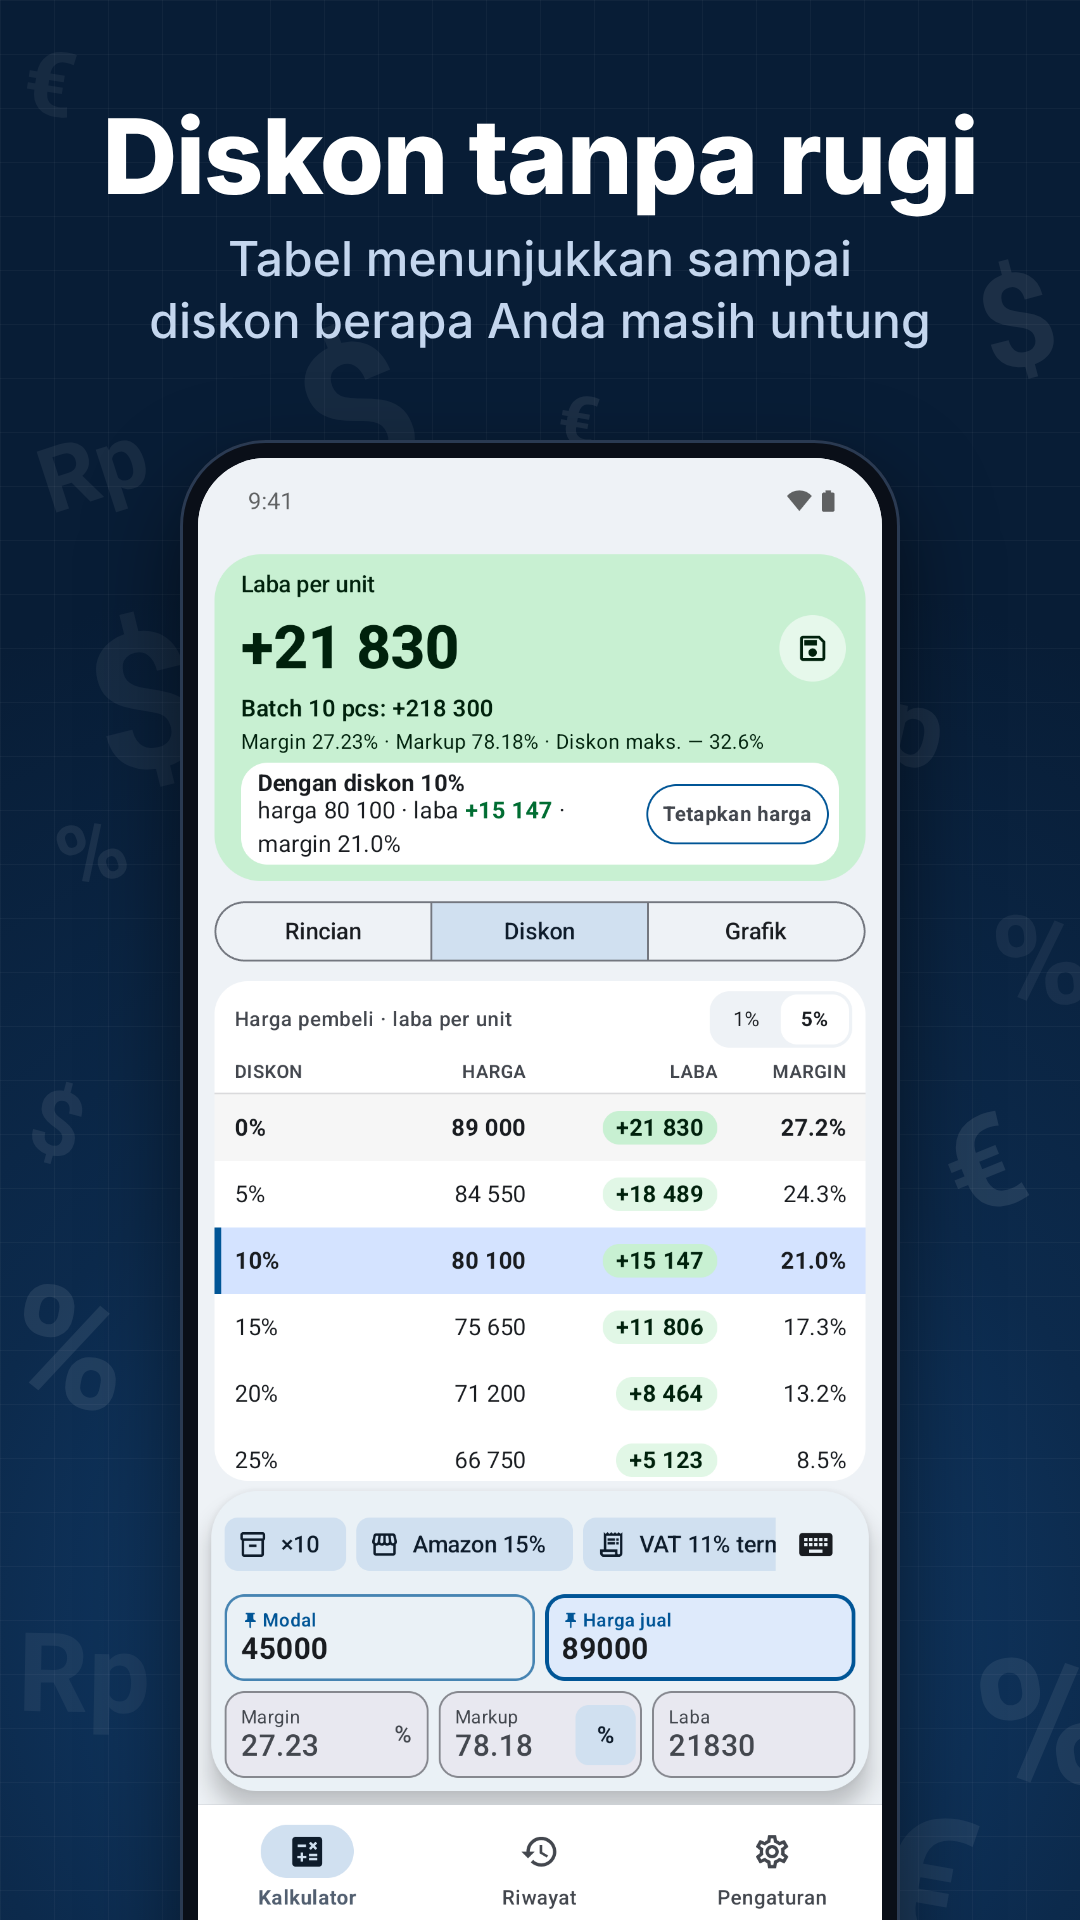 Diskon tanpa rugi
Tabel menunjukkan sampai
diskon berapa Anda masih untung
€
$
$
€
Rp
$
p
%
%
$
€
%
Rp
%
€
9:41
Laba per unit
+21 830
Batch 10 pcs: +218 300
Margin 27.23% · Markup 78.18% · Diskon maks. — 32.6%
Dengan diskon 10%
harga 80 100 · laba +15 147 ·
margin 21.0%
Tetapkan harga
Rincian Diskon Grafik
Harga pembeli · laba per unit 1% 5%
DISKON HARGA LABA MARGIN
0% 89 000 +21 830 27.2%
5% 84 550 +18 489 24.3%
10% 80 100 +15 147 21.0%
15% 75 650 +11 806 17.3%
20% 71 200 +8 464 13.2%
25% 66 750 +5 123 8.5%
×10 Amazon 15% VAT 11% tern
Modal Harga jual
45000 89000
Margin Markup Laba
27.23 % 78.18 % 21830
Kalkulator Riwayat Pengaturan